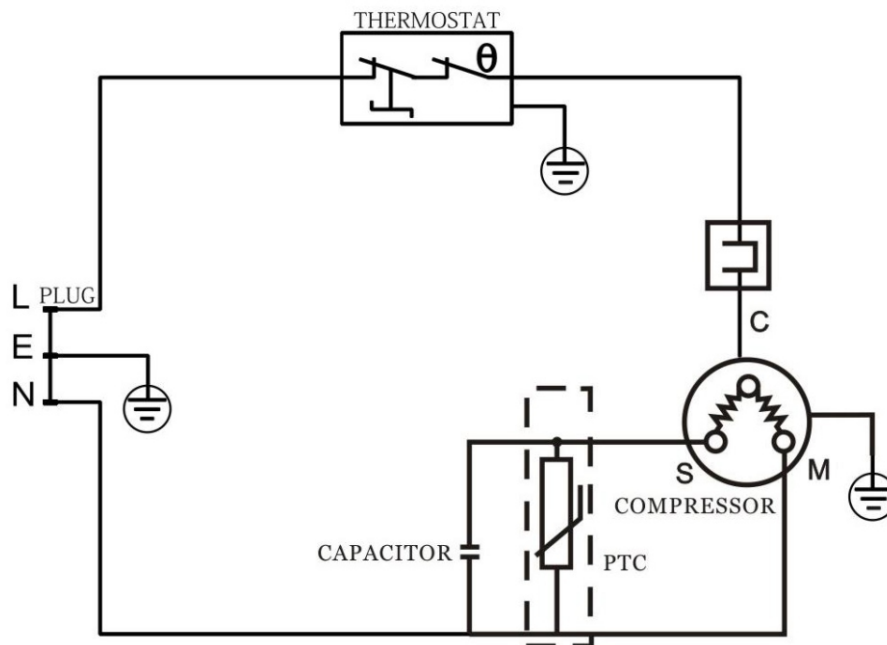 THERMOSTAT
θ
L PLUG
E
N
C
S
M
COMPRESSOR
CAPACITOR
PTC